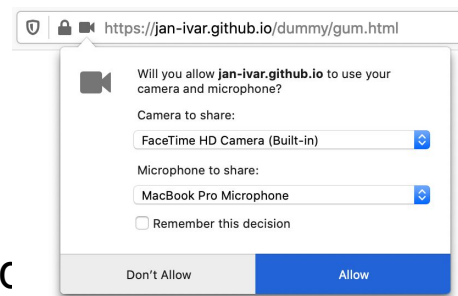 https://jan-ivar.github.io/dummy/gum.html
Will you allow jan-ivar.github.io to use your
camera and microphone?
Camera to share:
FaceTime HD Camera (Built-in)
Microphone to share:
MacBook Pro Microphone
Remember this decision
Don't Allow
Allow